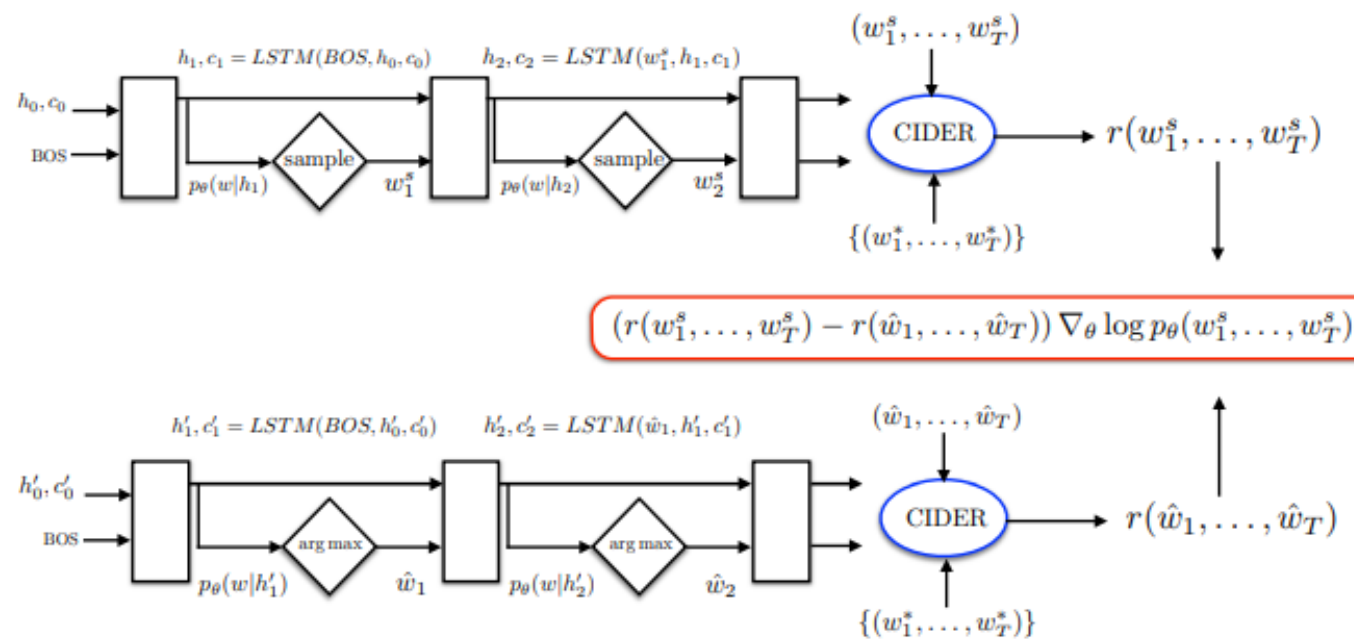 (w_1^s, . . . , w_T^s)
h_1, c_1 = LSTM(BOS, h_0, c_0)
h_2, c_2 = LSTM(w_1^s, h_1, c_1)
h_0, c_0
BOS
sample
p_θ(w|h_1)
w_1^s
sample
p_θ(w|h_2)
w_2^s
CIDER
r(w_1^s, . . . , w_T^s)
{(w_1^*, . . . , w_T^*)}
(r(w_1^s, . . . , w_T^s) − r(ŵ_1, . . . , ŵ_T)) ∇_θ log p_θ(w_1^s, . . . , w_T^s)
h'_1, c'_1 = LSTM(BOS, h'_0, c'_0)
h'_2, c'_2 = LSTM(ŵ_1, h'_1, c'_1)
(ŵ_1, . . . , ŵ_T)
h'_0, c'_0
BOS
arg max
p_θ(w|h'_1)
ŵ_1
arg max
p_θ(w|h'_2)
ŵ_2
CIDER
r(ŵ_1, . . . , ŵ_T)
{(w_1^*, . . . , w_T^*)}